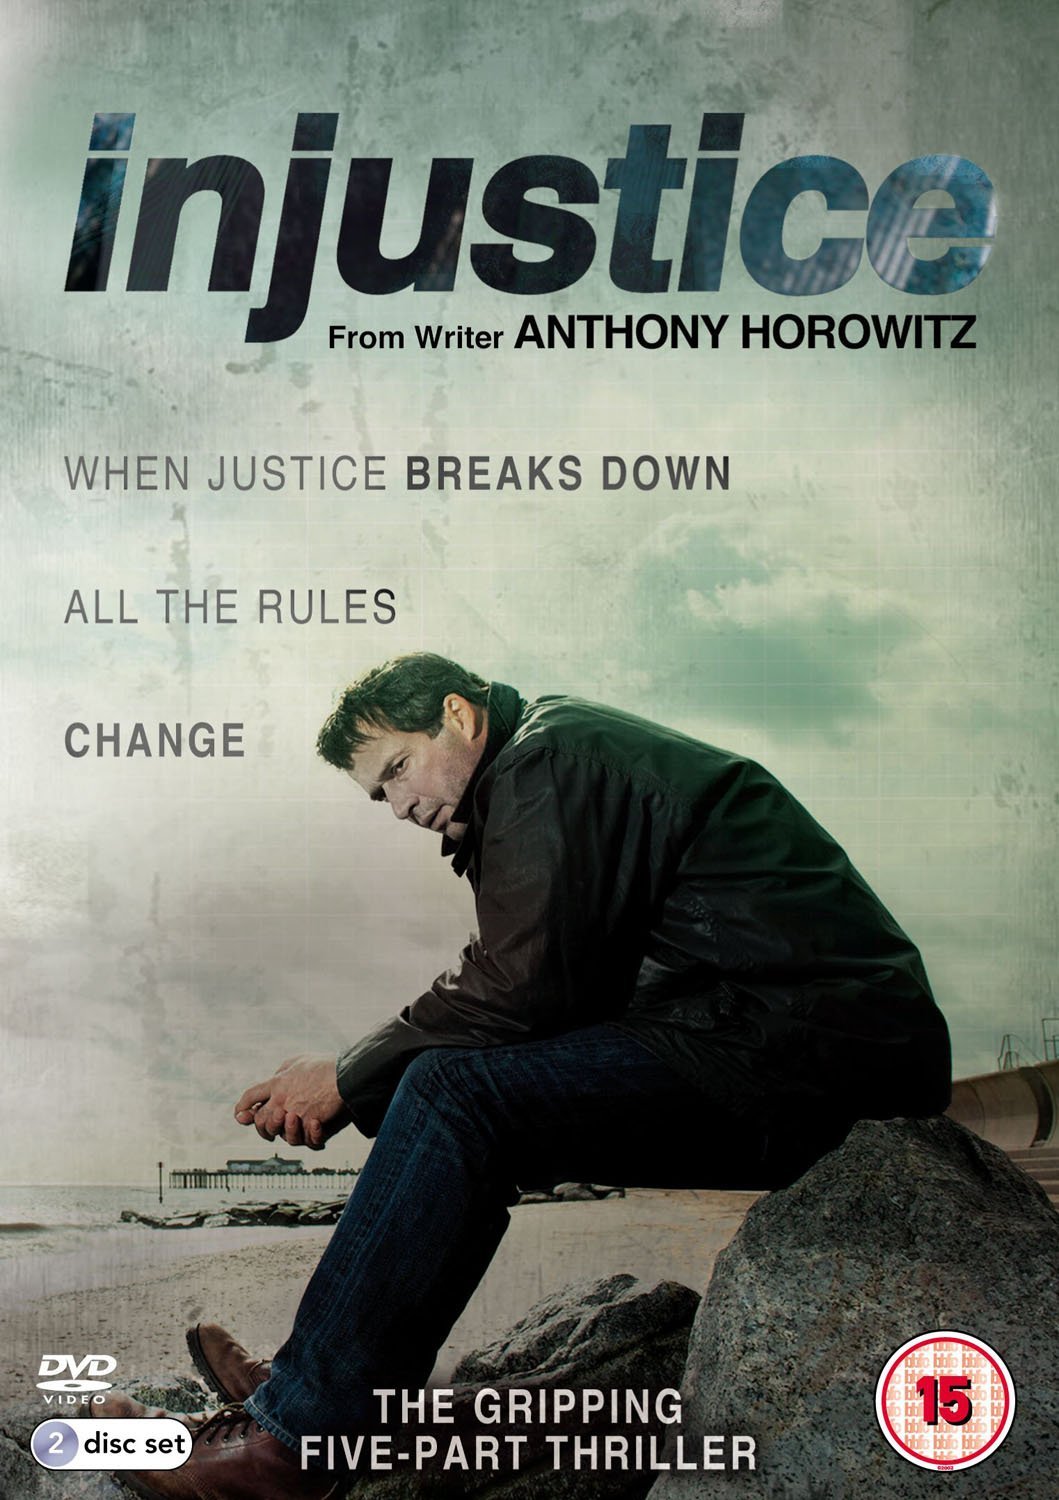 injustice
From Writer ANTHONY HOROWITZ
WHEN JUSTICE BREAKS DOWN
ALL THE RULES
CHANGE
DVD
VIDEO
2 disc set
THE GRIPPING
FIVE-PART THRILLER
15